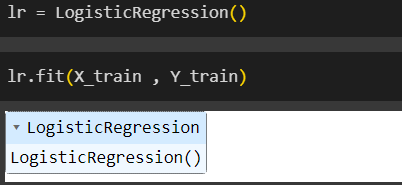 lr = LogisticRegression()
lr.fit(X_train , Y_train)
▾ LogisticRegression
LogisticRegression()